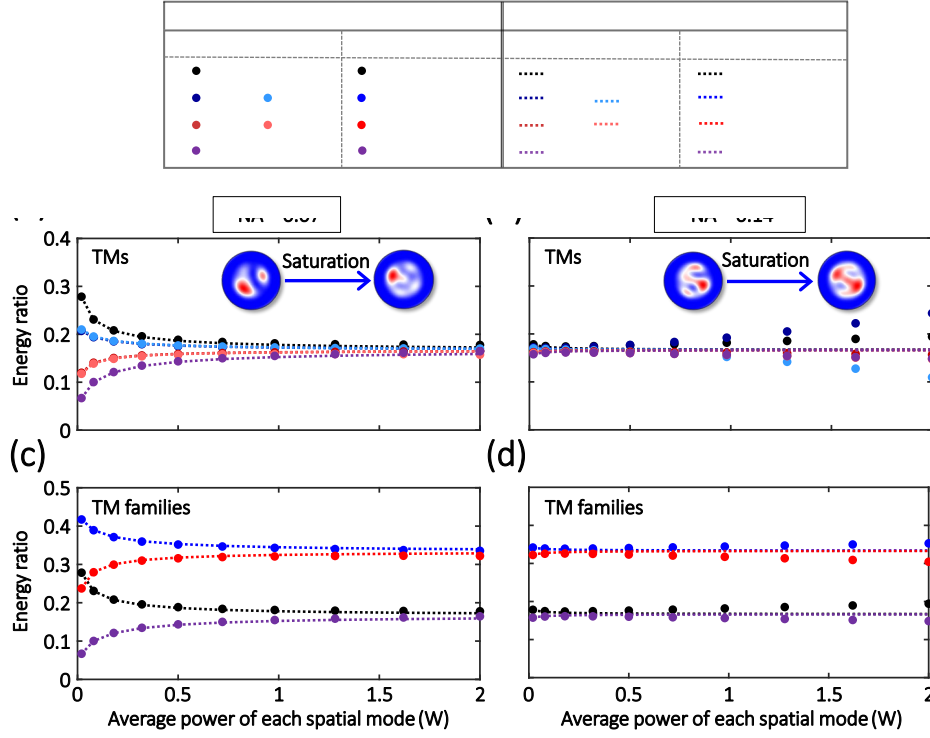 0.4
TMs
Saturation
TMs
Saturation
0.3
0.2
0.1
0
Energy ratio
(c)
(d)
0.5
TM families
TM families
0.4
0.3
0.2
0.1
0
Energy ratio
0 0.5 1 1.5 2
0 0.5 1 1.5 2
Average power of each spatial mode (W)
Average power of each spatial mode (W)